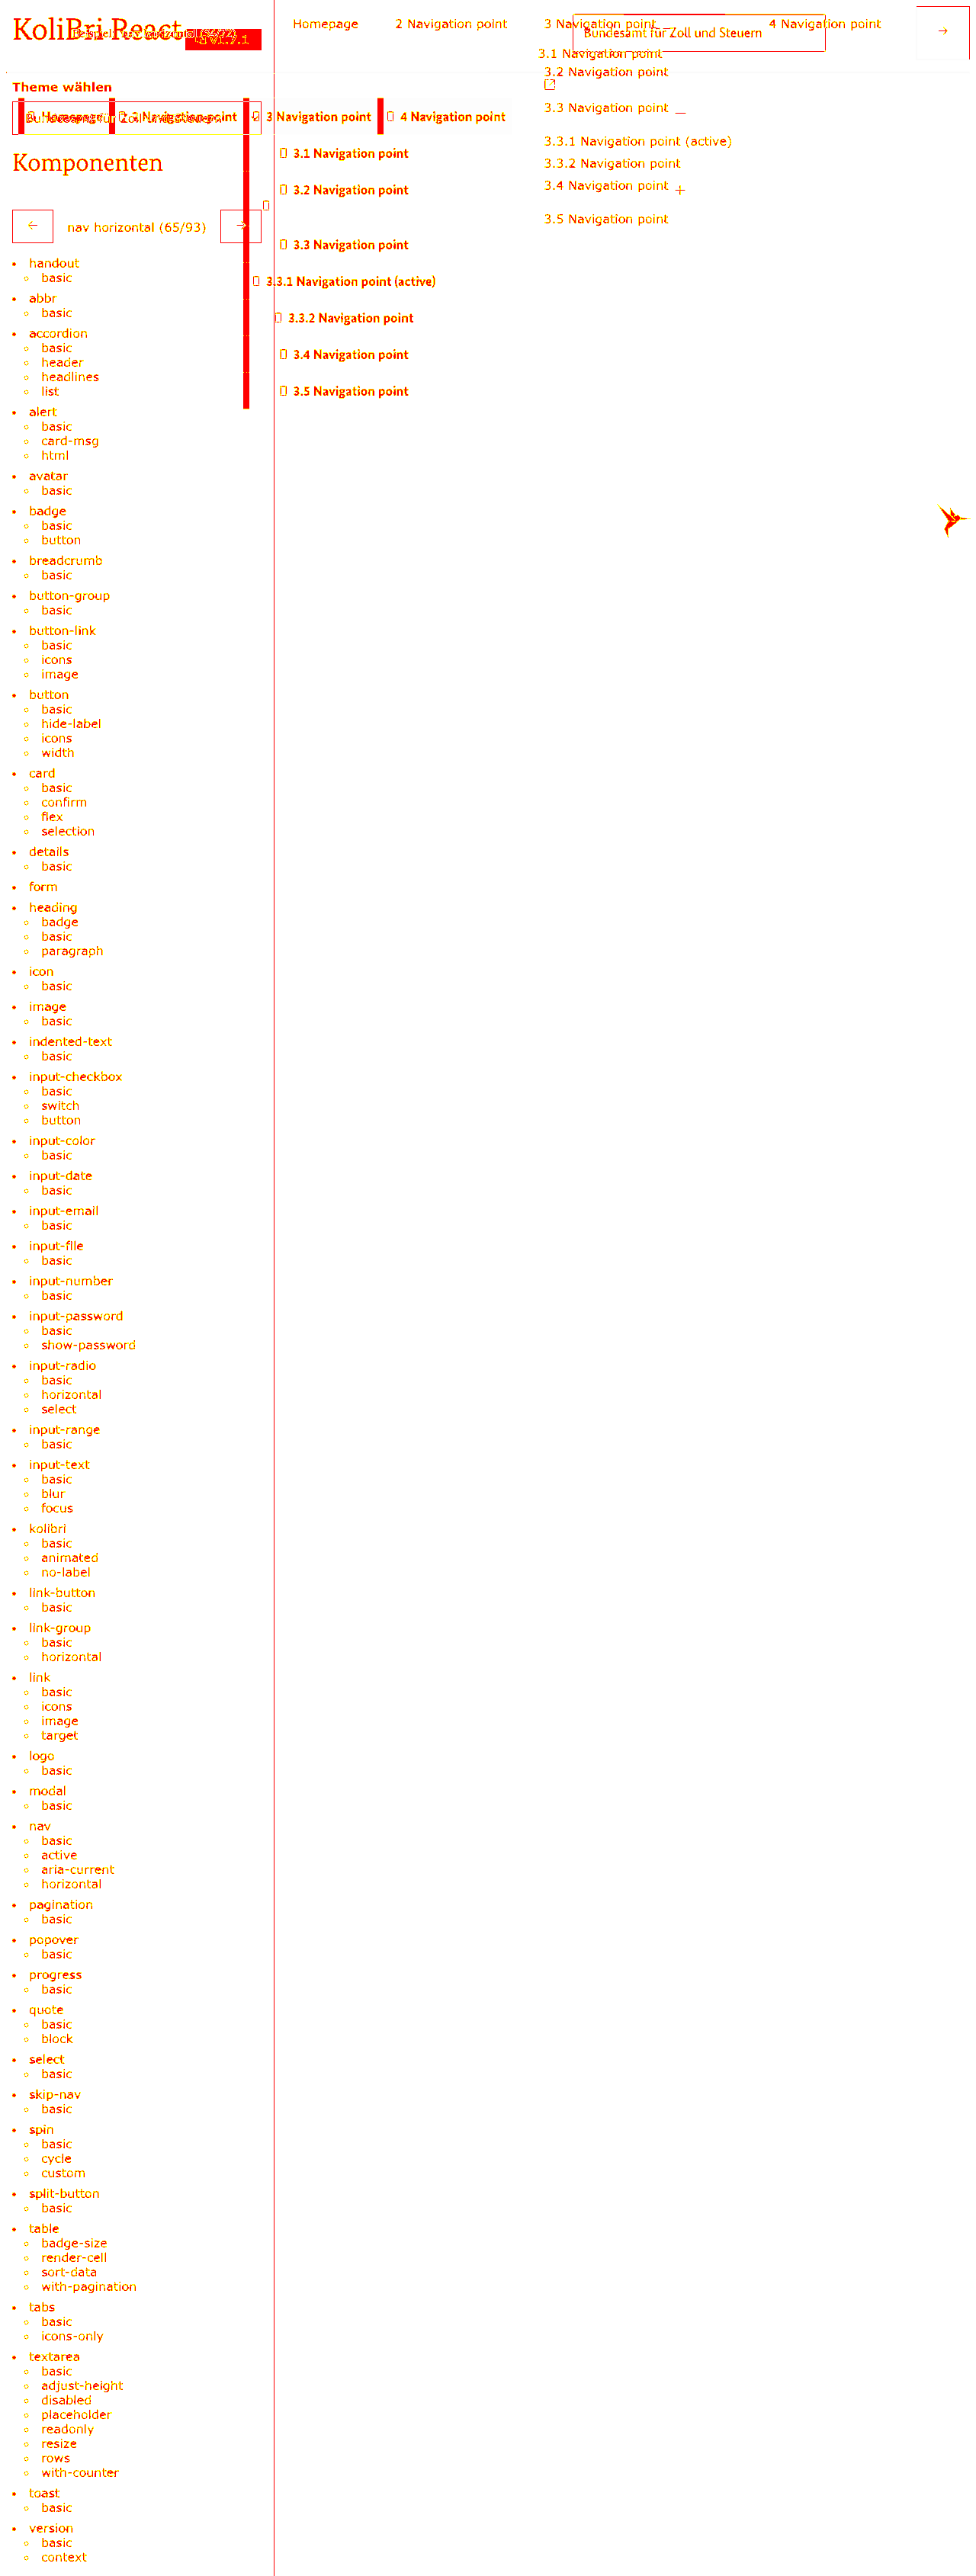 KoliBri React
Homepage 2 Navigation point 3 Navigation point 4 Navigation point
Bundesamt für Zoll und Steuern
→
3.1 Navigation point
3.2 Navigation point
3.3 Navigation point
3.3.1 Navigation point (active)
3.3.2 Navigation point
3.4 Navigation point
3.5 Navigation point
Theme wählen
Homepage 2 Navigation point 3 Navigation point 4 Navigation point
3.1 Navigation point
3.2 Navigation point
3.3 Navigation point
3.3.1 Navigation point (active)
3.3.2 Navigation point
3.4 Navigation point
3.5 Navigation point
Komponenten
← nav horizontal (65/93) →
handout
basic
abbr
basic
accordion
basic
header
headlines
list
alert
basic
card-msg
html
avatar
basic
badge
basic
button
breadcrumb
basic
button-group
basic
button-link
basic
icons
image
button
basic
hide-label
icons
width
card
basic
confirm
flex
selection
details
basic
form
heading
badge
basic
paragraph
icon
basic
image
basic
indented-text
basic
input-checkbox
basic
switch
button
input-color
basic
input-date
basic
input-email
basic
input-file
basic
input-number
basic
input-password
basic
show-password
input-radio
basic
horizontal
select
input-range
basic
input-text
basic
blur
focus
kolibri
basic
animated
no-label
link-button
basic
link-group
basic
horizontal
link
basic
icons
image
target
logo
basic
modal
basic
nav
basic
active
aria-current
horizontal
pagination
basic
popover
basic
progress
basic
quote
basic
block
select
basic
skip-nav
basic
spin
basic
cycle
custom
split-button
basic
table
badge-size
render-cell
sort-data
with-pagination
tabs
basic
icons-only
textarea
basic
adjust-height
disabled
placeholder
readonly
resize
rows
with-counter
toast
basic
version
basic
context